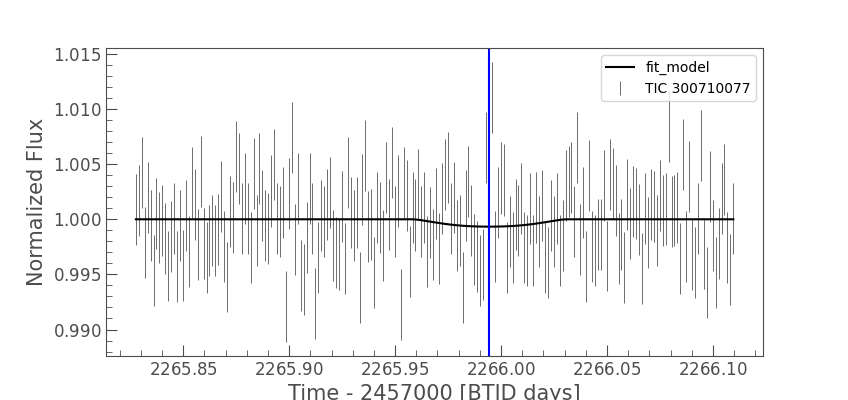 1.015
1.010
1.005
1.000
0.995
0.990
Normalized Flux
fit_model
TIC 300710077
2265.85 2265.90 2265.95 2266.00 2266.05 2266.10
Time - 2457000 [BTJD days]